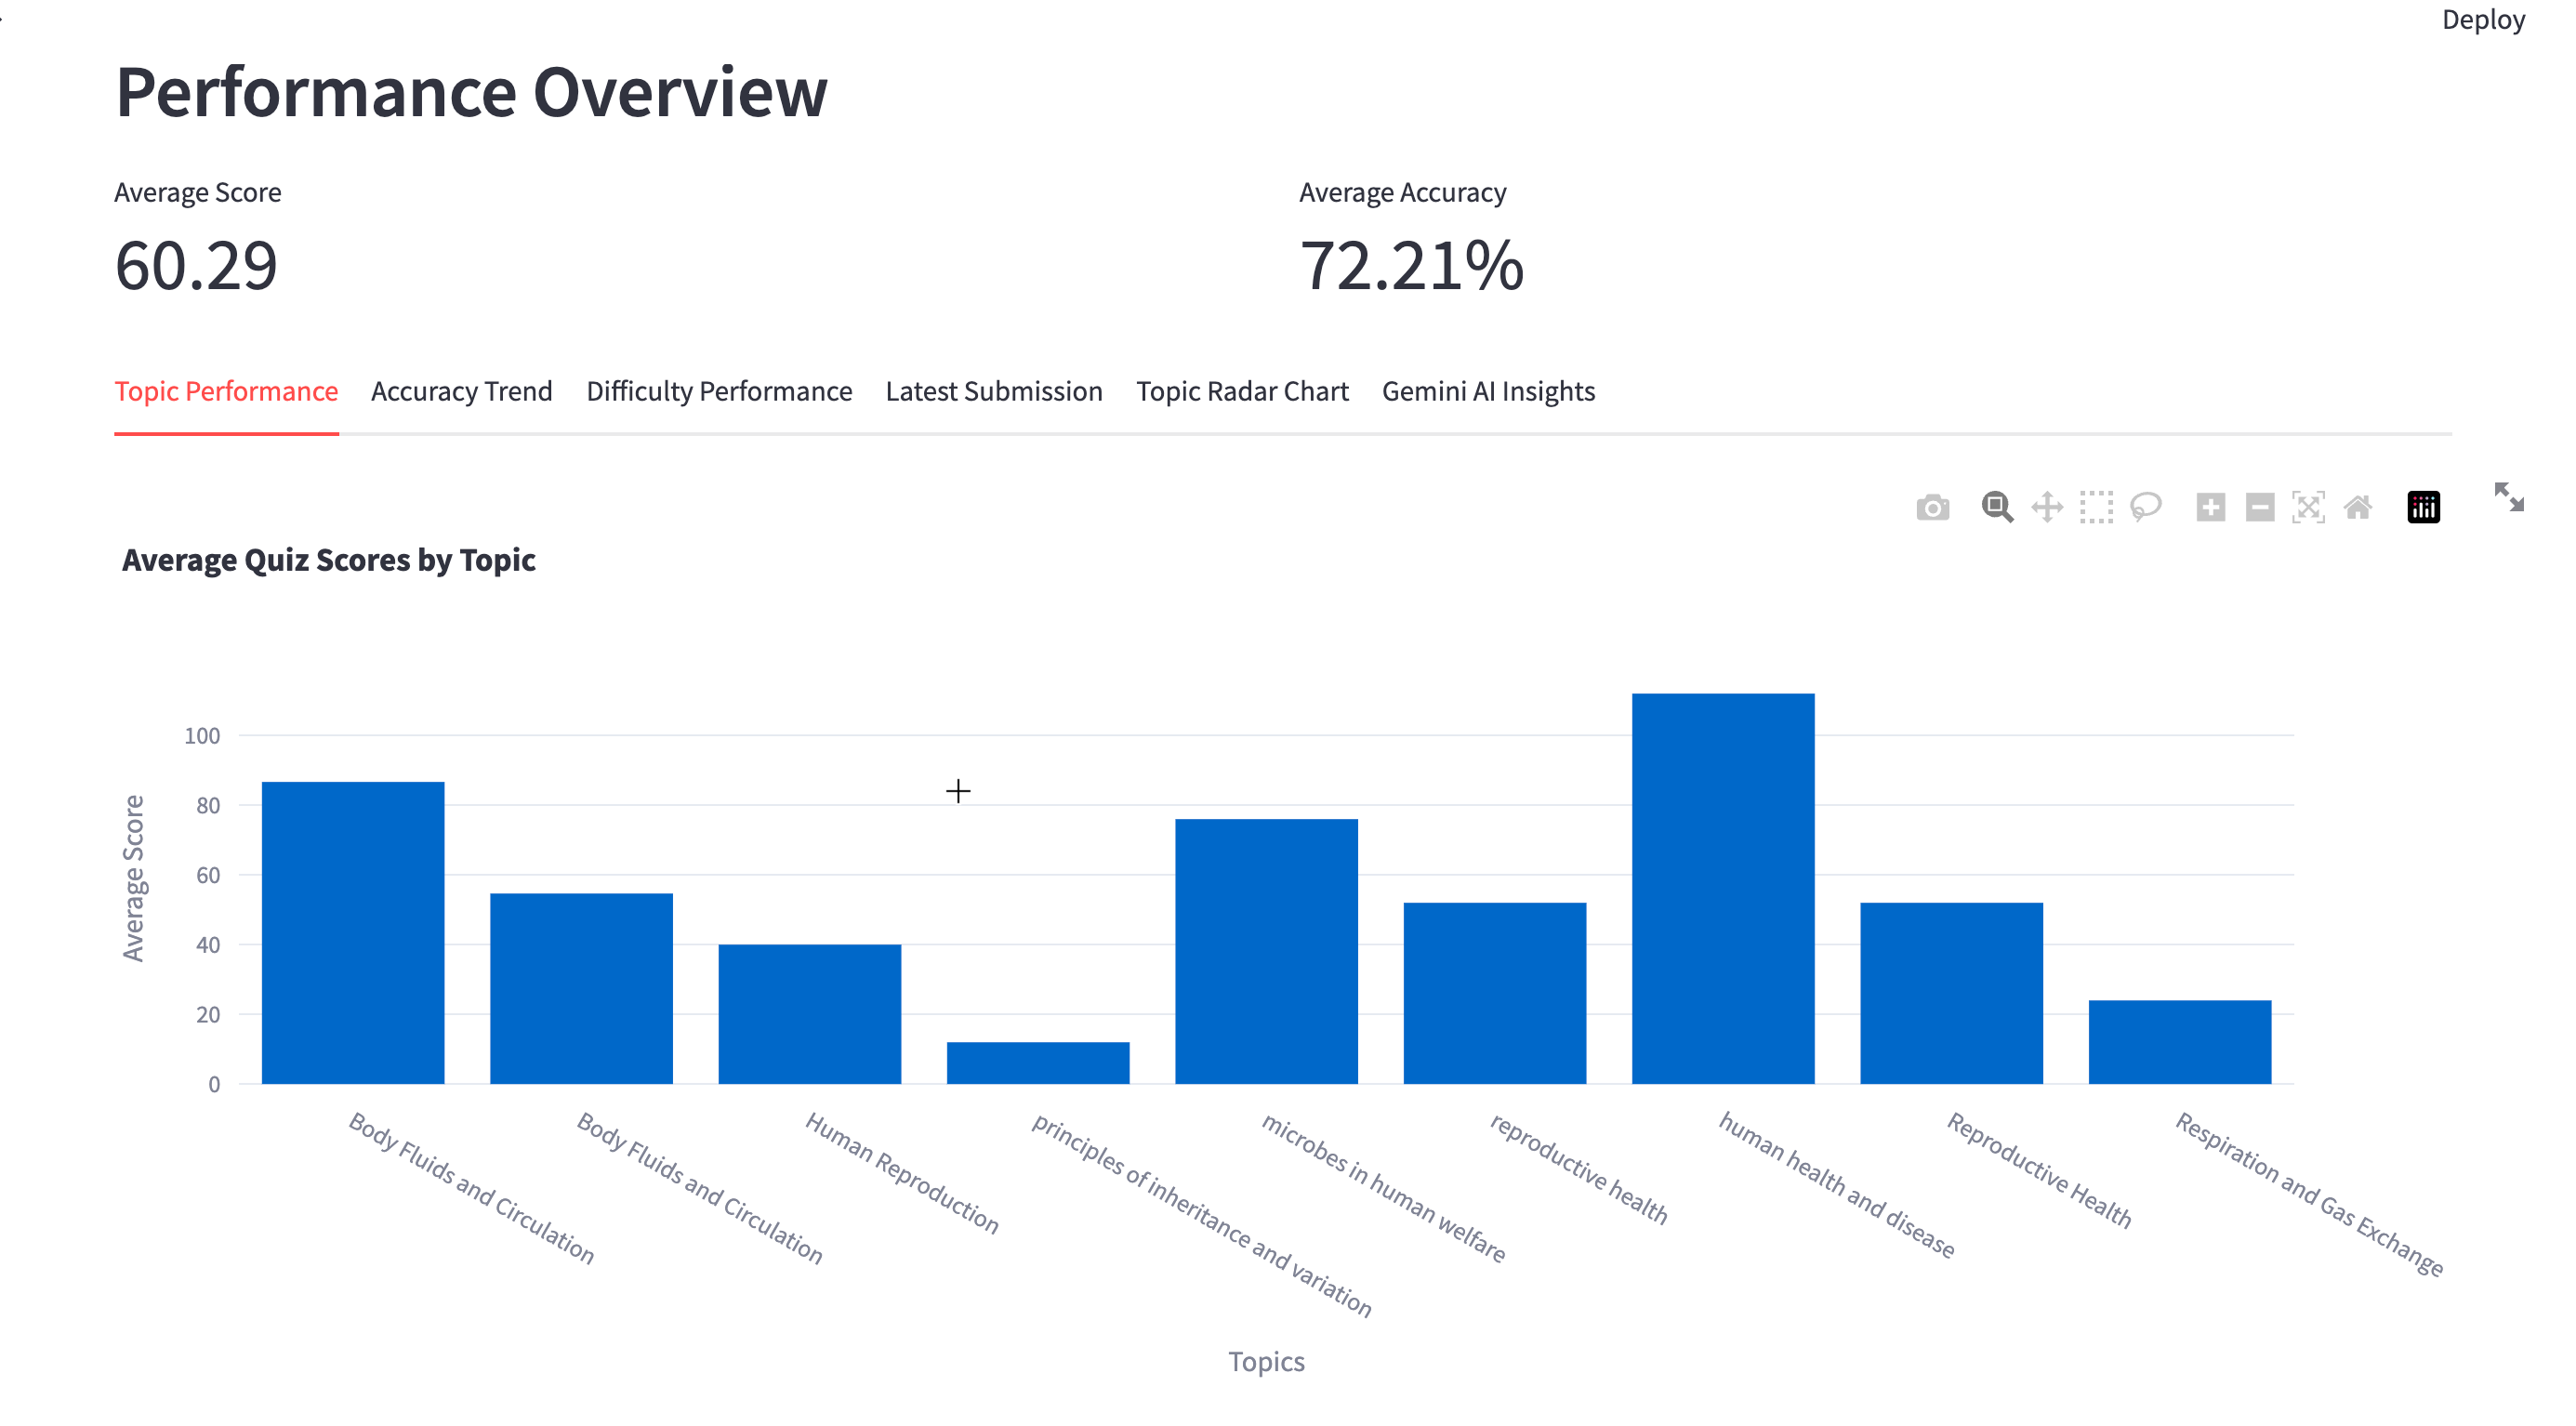 Deploy
Performance Overview
Average Score
Average Accuracy
60.29
72.21%
Topic Performance
Accuracy Trend
Difficulty Performance
Latest Submission
Topic Radar Chart
Gemini AI Insights
Average Quiz Scores by Topic
100
80
60
40
20
0
Average Score
Body Fluids and Circulation
Body Fluids and Circulation
Human Reproduction
principles of inheritance and variation
microbes in human welfare
reproductive health
human health and disease
Reproductive Health
Respiration and Gas Exchange
Topics